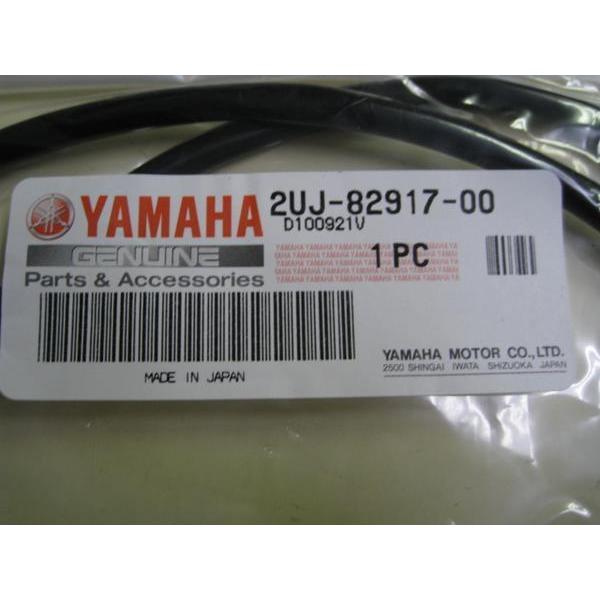 YAMAHA 2UJ-82917-00
D100921V
GENUINE
Parts & Accessories
1 PC
MADE IN JAPAN
YAMAHA MOTOR CO.,LTD.
2500 SHINGAI IWATA SHIZUOKA JAPAN